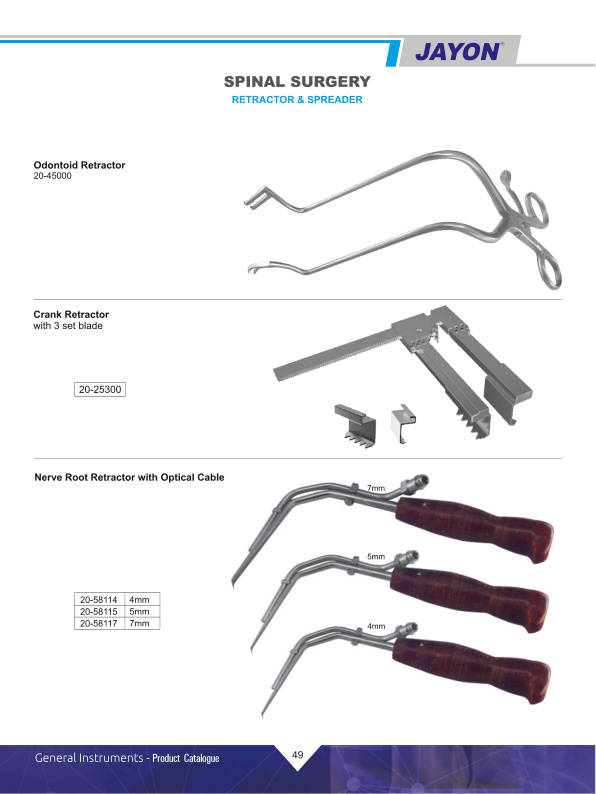 JAYON®
SPINAL SURGERY
RETRACTOR & SPREADER
Odontoid Retractor
20-45000
Crank Retractor
with 3 set blade
20-25300
Nerve Root Retractor with Optical Cable
7mm
5mm
20-58114 4mm
20-58115 5mm
20-58117 7mm
4mm
General Instruments - Product Catalogue
49